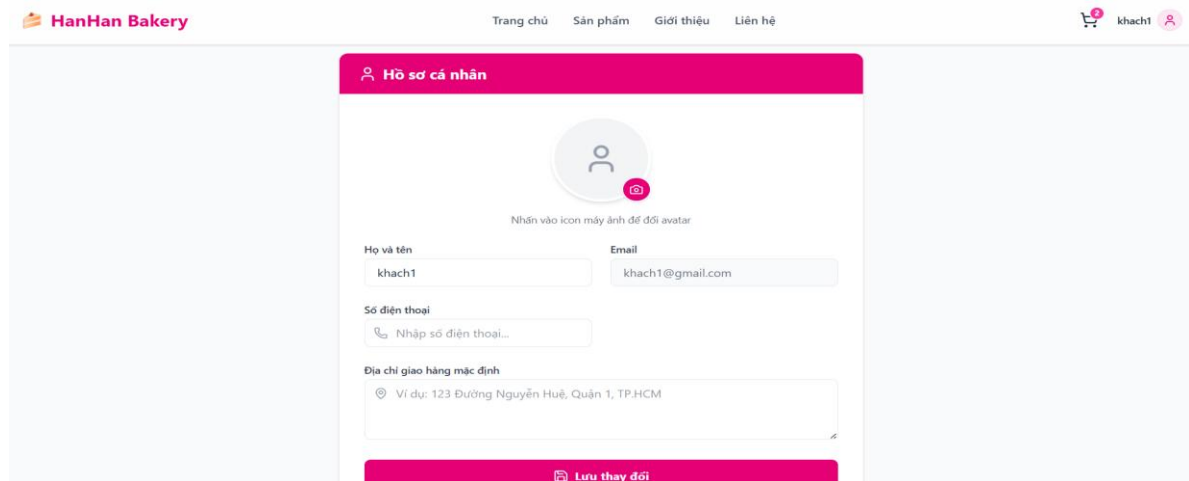 HanHan Bakery Trang chủ Sản phẩm Giới thiệu Liên hệ 2 khach1
Hồ sơ cá nhân
Nhấn vào icon máy ảnh để đổi avatar
Họ và tên Email
khach1 khach1@gmail.com
Số điện thoại
Nhập số điện thoại...
Địa chỉ giao hàng mặc định
Ví dụ: 123 Đường Nguyễn Huệ, Quận 1, TP.HCM
Lưu thay đổi